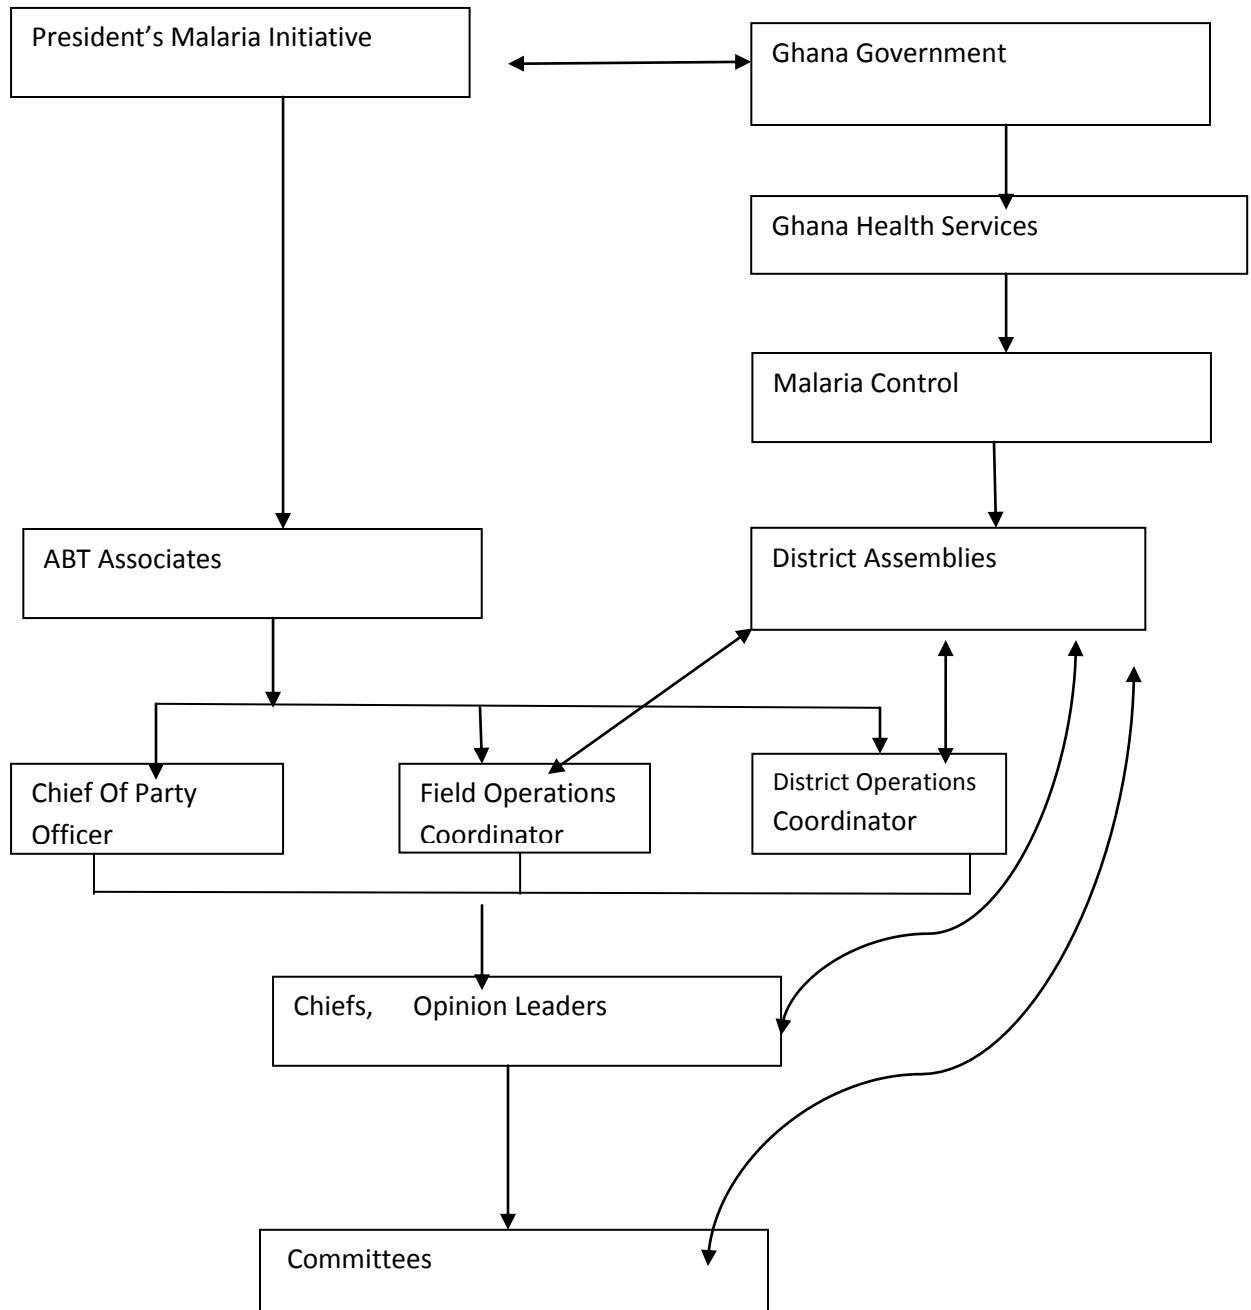 President’s Malaria Initiative
Ghana Government
Ghana Health Services
Malaria Control
ABT Associates
District Assemblies
Chief Of Party
Officer
Field Operations
Coordinator
District Operations
Coordinator
Chiefs, Opinion Leaders
Committees